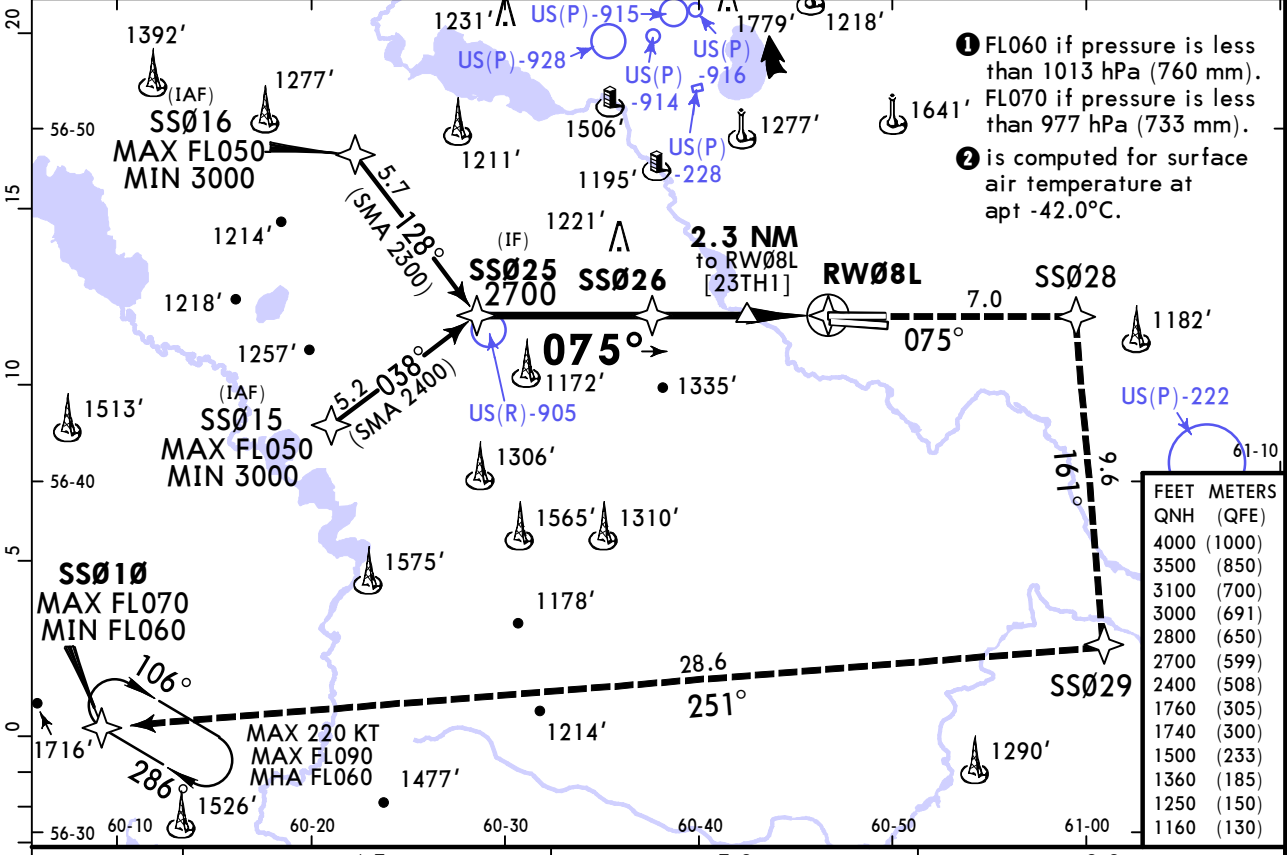 20
15
10
5
0
56-50
56-40
56-30
60-10
60-20
60-30
60-40
60-50
61-00
61-10
1392′
1277′
1231′
1211′
US(P)-915
US(P)-928
US(P)
-916
US(P)
-914
US(P)
-228
1779′
1218′
1506′
1195′
1277′
1641′
❶ FL060 if pressure is less
than 1013 hPa (760 mm).
FL070 if pressure is less
than 977 hPa (733 mm).
❷ is computed for surface
air temperature at
apt -42.0°C.
(IAF)
SSØ16
MAX FL050
MIN 3000
5.7
128°
(SMA 2300)
1214′
1218′
1257′
1221′
(IF)
SSØ25
2700
SSØ26
2.3 NM
to RWØ8L
[23TH1]
RWØ8L
7.0
075°
SSØ28
1182′
075°
5.2
038°
(SMA 2400)
(IAF)
SSØ15
MAX FL050
MIN 3000
1513′
1172′
1335′
US(R)-905
US(P)-222
1306′
1565′
1310′
1575′
1178′
161°
9.6
SSØ1Ø
MAX FL070
MIN FL060
106°
286°
1716′
1526′
MAX 220 KT
MAX FL090
MHA FL060
1477′
28.6
251°
1214′
SSØ29
1290′
FEET METERS
QNH (QFE)
4000 (1000)
3500 (850)
3100 (700)
3000 (691)
2800 (650)
2700 (599)
2400 (508)
1760 (305)
1740 (300)
1500 (233)
1360 (185)
1250 (150)
1160 (130)